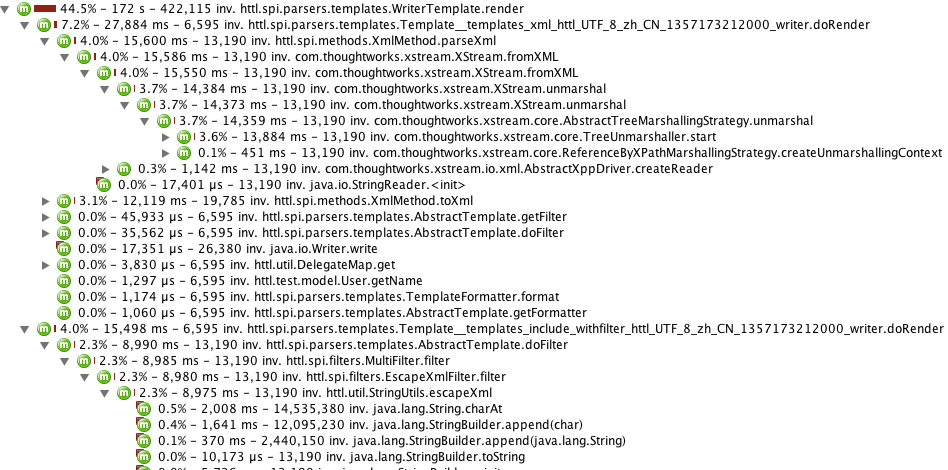 44.5% – 172 s – 422,115 inv. httl.spi.parsers.templates.WriterTemplate.render
7.2% – 27,884 ms – 6,595 inv. httl.spi.parsers.templates.Template__templates_xml_httl_UTF_8_zh_CN_1357173212000_writer.doRender
4.0% – 15,600 ms – 13,190 inv. httl.spi.methods.XmlMethod.parseXml
4.0% – 15,586 ms – 13,190 inv. com.thoughtworks.xstream.XStream.fromXML
4.0% – 15,550 ms – 13,190 inv. com.thoughtworks.xstream.XStream.fromXML
3.7% – 14,384 ms – 13,190 inv. com.thoughtworks.xstream.XStream.unmarshal
3.7% – 14,373 ms – 13,190 inv. com.thoughtworks.xstream.XStream.unmarshal
3.7% – 14,359 ms – 13,190 inv. com.thoughtworks.xstream.core.AbstractTreeMarshallingStrategy.unmarshal
3.6% – 13,884 ms – 13,190 inv. com.thoughtworks.xstream.core.TreeUnmarshaller.start
0.1% – 451 ms – 13,190 inv. com.thoughtworks.xstream.core.ReferenceByXPathMarshallingStrategy.createUnmarshallingContext
0.3% – 1,142 ms – 13,190 inv. com.thoughtworks.xstream.io.xml.AbstractXppDriver.createReader
0.0% – 17,401 µs – 13,190 inv. java.io.StringReader.<init>
3.1% – 12,119 ms – 19,785 inv. httl.spi.methods.XmlMethod.toXml
0.0% – 45,933 µs – 6,595 inv. httl.spi.parsers.templates.AbstractTemplate.getFilter
0.0% – 35,562 µs – 6,595 inv. httl.spi.parsers.templates.AbstractTemplate.doFilter
0.0% – 17,351 µs – 26,380 inv. java.io.Writer.write
0.0% – 3,830 µs – 6,595 inv. httl.util.DelegateMap.get
0.0% – 1,297 µs – 6,595 inv. httl.test.model.User.getName
0.0% – 1,174 µs – 6,595 inv. httl.spi.parsers.templates.TemplateFormatter.format
0.0% – 1,060 µs – 6,595 inv. httl.spi.parsers.templates.AbstractTemplate.getFormatter
4.0% – 15,498 ms – 6,595 inv. httl.spi.parsers.templates.Template__templates_include_withfilter_httl_UTF_8_zh_CN_1357173212000_writer.doRender
2.3% – 8,990 ms – 13,190 inv. httl.spi.parsers.templates.AbstractTemplate.doFilter
2.3% – 8,985 ms – 13,190 inv. httl.spi.filters.MultiFilter.filter
2.3% – 8,980 ms – 13,190 inv. httl.spi.filters.EscapeXmlFilter.filter
2.3% – 8,975 ms – 13,190 inv. httl.util.StringUtils.escapeXml
0.5% – 2,008 ms – 14,535,380 inv. java.lang.String.charAt
0.4% – 1,641 ms – 12,095,230 inv. java.lang.StringBuilder.append(char)
0.1% – 370 ms – 2,440,150 inv. java.lang.StringBuilder.append(java.lang.String)
0.0% – 10,173 µs – 13,190 inv. java.lang.StringBuilder.toString